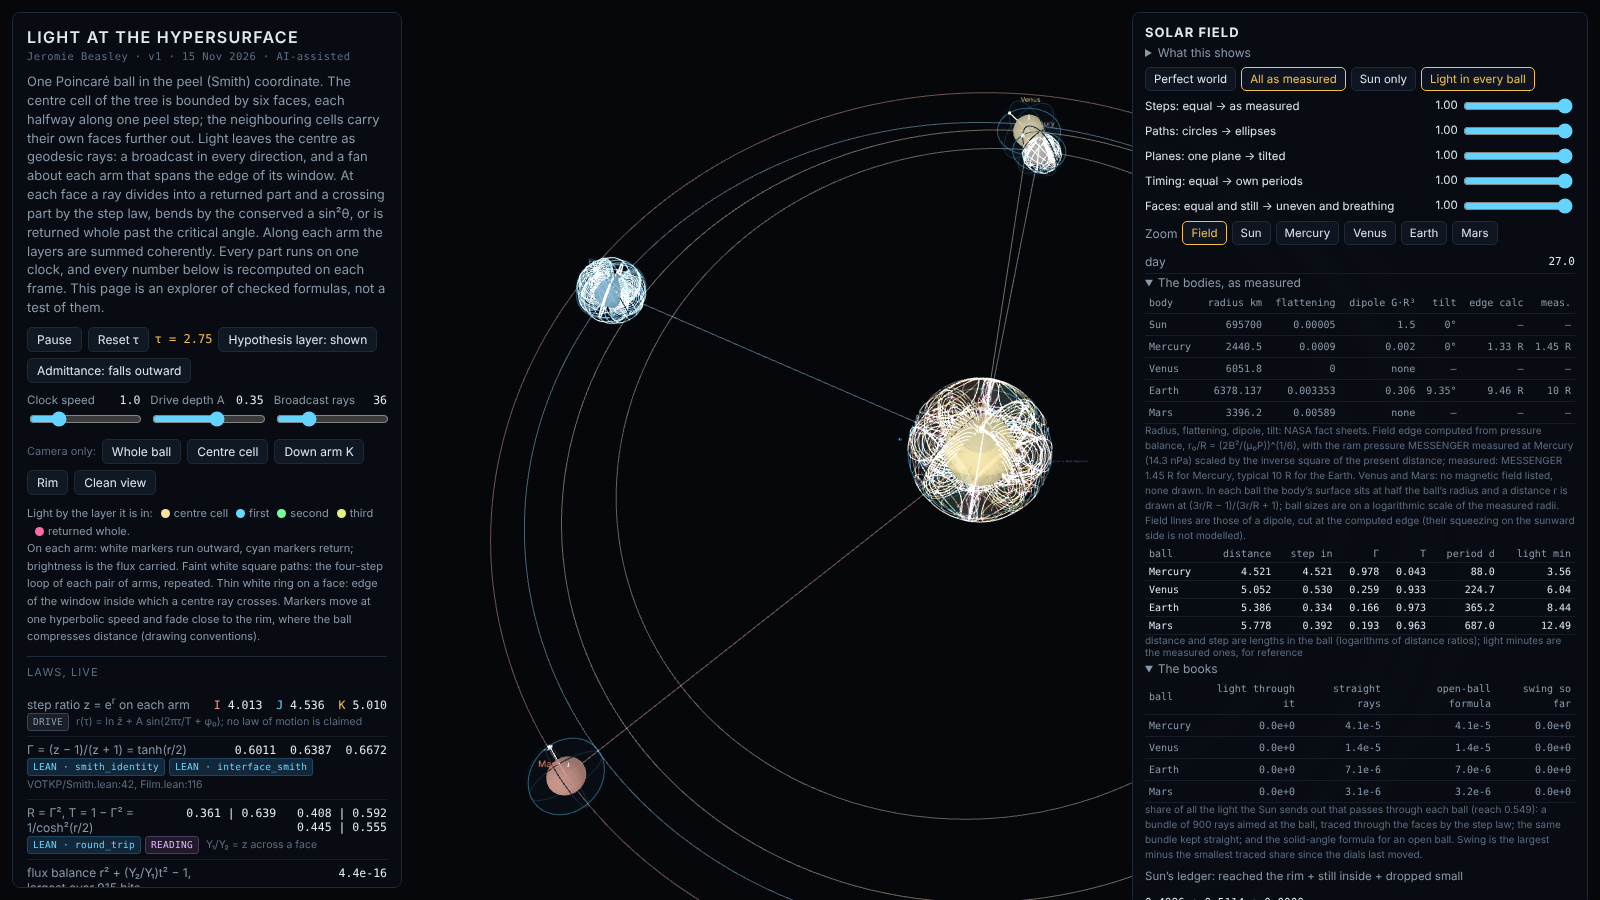 LIGHT AT THE HYPERSURFACE
Jeromie Beasley · v1 · 15 Nov 2026 · AI-assisted
One Poincaré ball in the peel (Smith) coordinate. The
centre cell of the tree is bounded by six faces, each
halfway along one peel step; the neighbouring cells carry
their own faces further out. Light leaves the centre as
geodesic rays: a broadcast in every direction, and a fan
about each arm that spans the edge of its window. At
each face a ray divides into a returned part and a crossing
part by the step law, bends by the conserved a sin²θ, or is
returned whole past the critical angle. Along each arm the
layers are summed coherently. Every part runs on one
clock, and every number below is recomputed on each
frame. This page is an explorer of checked formulas, not a
test of them.
Pause Reset τ τ = 2.75 Hypothesis layer: shown
Admittance: falls outward
Clock speed 1.0 Drive depth A 0.35 Broadcast rays 36
Camera only: Whole ball Centre cell Down arm K
Rim Clean view
Light by the layer it is in: centre cell first second third
returned whole.
On each arm: white markers run outward, cyan markers return;
brightness is the flux carried. Faint white square paths: the four-step
loop of each pair of arms, repeated. Thin white ring on a face: edge
of the window inside which a centre ray crosses. Markers move at
one hyperbolic speed and fade close to the rim, where the ball
compresses distance (drawing conventions).
LAWS, LIVE
step ratio z = eʳ on each arm I 4.013 J 4.536 K 5.010
DRIVE r(τ) = ln z̄ + A sin(2πτ/T + φₒ); no law of motion is claimed
Γ = (z − 1)/(z + 1) = tanh(r/2) 0.6011 0.6387 0.6672
LEAN · smith_identity LEAN · interface_smith
VOTKP/Smith.lean:42, Film.lean:116
R = Γ², T = 1 − Γ² = 0.361 | 0.639 0.408 | 0.592
1/cosh²(r/2) 0.445 | 0.555
LEAN · round_trip READING Y₁/Y₂ = z across a face
flux balance r² + (Y₂/Y₁)t² − 1, 4.4e-16
largest over 915 hits
Venus
SOLAR FIELD
▶ What this shows
Perfect world All as measured Sun only Light in every ball
Steps: equal → as measured 1.00
Paths: circles → ellipses 1.00
Planes: one plane → tilted 1.00
Timing: equal → own periods 1.00
Faces: equal and still → uneven and breathing 1.00
Zoom Field Sun Mercury Venus Earth Mars
day 27.0
▼ The bodies, as measured
body radius km flattening dipole G·R³ tilt edge calc meas.
Sun 695700 0.00005 1.5 0° — —
Mercury 2440.5 0.0009 0.002 0° 1.33 R 1.45 R
Venus 6051.8 0 none — — —
Earth 6378.137 0.003353 0.306 9.35° 9.46 R 10 R
Mars 3396.2 0.00589 none — — —
Radius, flattening, dipole, tilt: NASA fact sheets. Field edge computed from pressure
balance, rₒ/R = (2B²/(μₒP))^(1/6), with the ram pressure MESSENGER measured at Mercury
(14.3 nPa) scaled by the inverse square of the present distance; measured: MESSENGER
1.45 R for Mercury, typical 10 R for the Earth. Venus and Mars: no magnetic field listed,
none drawn. In each ball the body's surface sits at half the ball's radius and a distance r is
drawn at (3r/R − 1)/(3r/R + 1); ball sizes are on a logarithmic scale of the measured radii.
Field lines are those of a dipole, cut at the computed edge (their squeezing on the sunward
side is not modelled).
ball distance step in Γ T period d light min
Mercury 4.521 4.521 0.978 0.043 88.0 3.56
Venus 5.052 0.530 0.259 0.933 224.7 6.04
Earth 5.386 0.334 0.166 0.973 365.2 8.44
Mars 5.778 0.392 0.193 0.963 687.0 12.49
distance and step are lengths in the ball (logarithms of distance ratios); light minutes are
the measured ones, for reference
▼ The books
ball light through it straight rays open-ball formula swing so far
Mercury 0.0e+0 4.1e-5 4.1e-5 0.0e+0
Venus 0.0e+0 1.4e-5 1.4e-5 0.0e+0
Earth 0.0e+0 7.1e-6 7.0e-6 0.0e+0
Mars 0.0e+0 3.1e-6 3.2e-6 0.0e+0
share of all the light the Sun sends out that passes through each ball (reach 0.549): a
bundle of 900 rays aimed at the ball, traced through the faces by the step law; the same
bundle kept straight; and the solid-angle formula for an open ball. Swing is the largest
minus the smallest traced share since the dials last moved.
Sun's ledger: reached the rim + still inside + dropped small